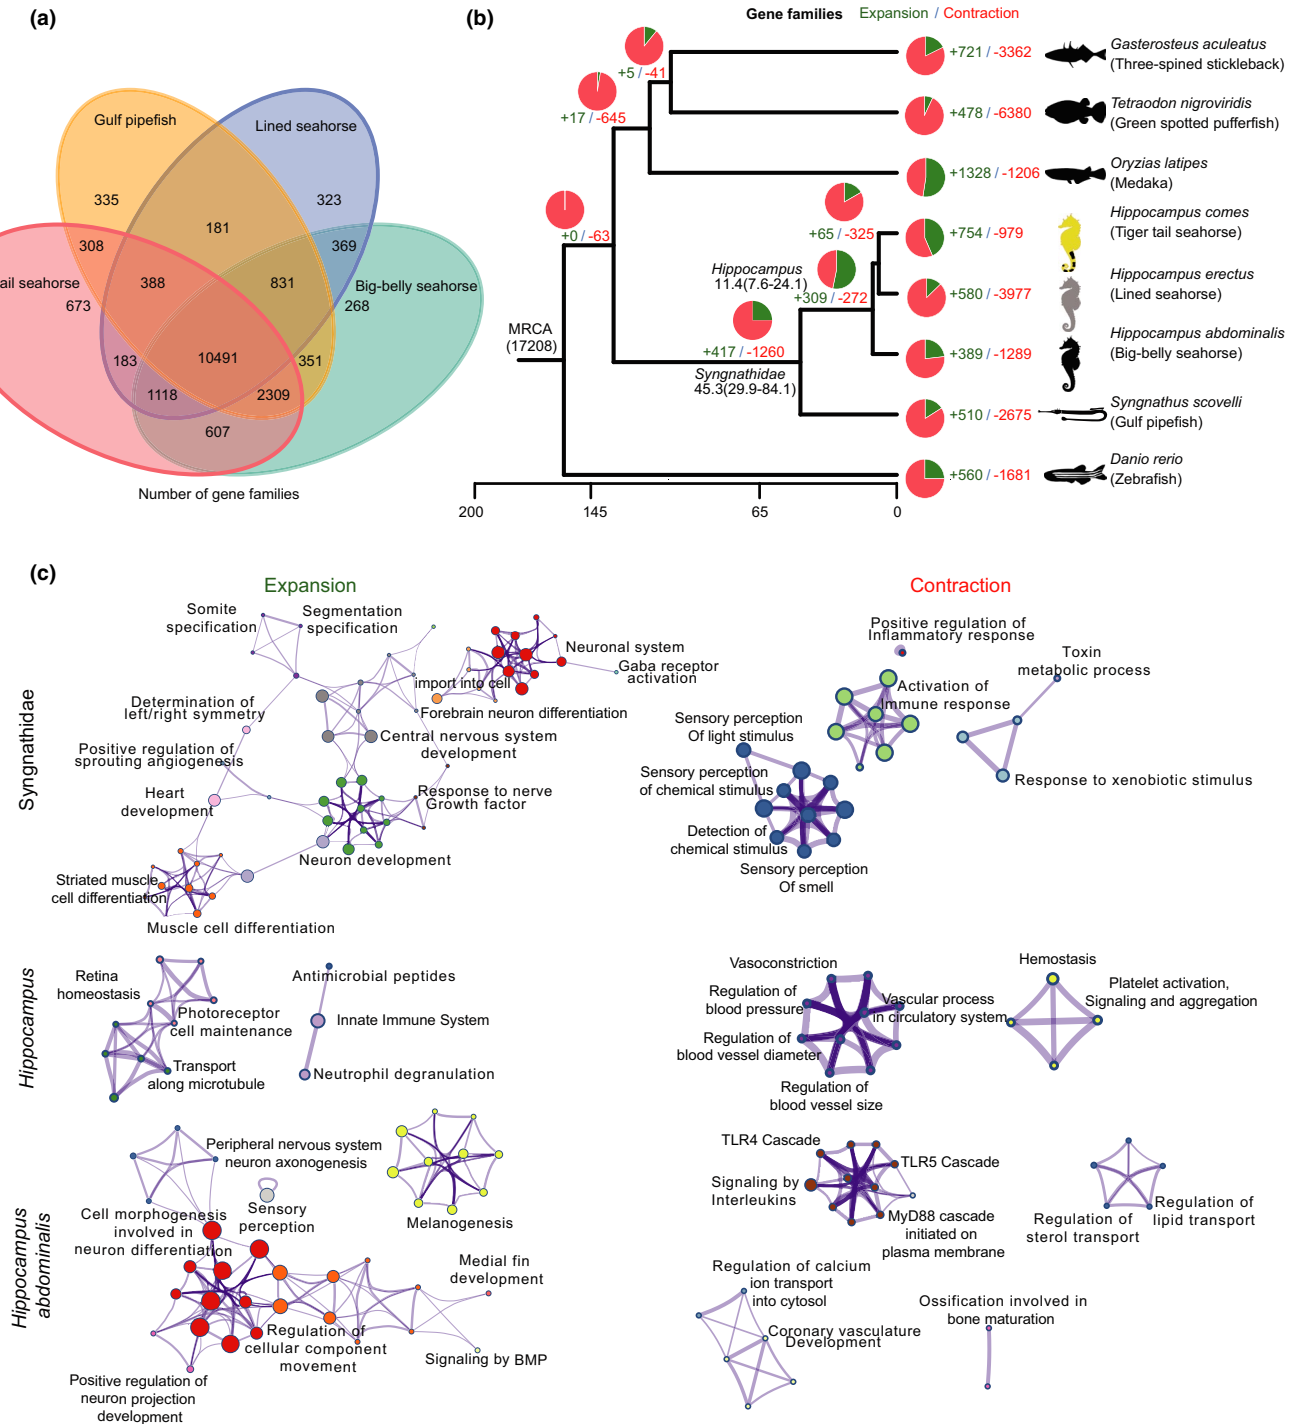 (a)
Gulf pipefish
Lined seahorse
335
323
181
308
369
ail seahorse
388
831
Big-belly seahorse
673
268
183
10491
351
1118
2309
607
Number of gene families
(b)
Gene families Expansion / Contraction
+5 / -41
+17 / -645
+0 / -63
+65 / -325
Hippocampus
11.4(7.6-24.1)
+309 / -272
MRCA
(17208)
+417 / -1260
Syngnathidae
45.3(29.9-84.1)
+721 / -3362
Gasterosteus aculeatus
(Three-spined stickleback)
+478 / -6380
Tetraodon nigroviridis
(Green spotted pufferfish)
+1328 / -1206
Oryzias latipes
(Medaka)
+754 / -979
Hippocampus comes
(Tiger tail seahorse)
+580 / -3977
Hippocampus erectus
(Lined seahorse)
+389 / -1289
Hippocampus abdominalis
(Big-belly seahorse)
+510 / -2675
Syngnathus scovelli
(Gulf pipefish)
+560 / -1681
Danio rerio
(Zebrafish)
200 145 65 0
(c)
Expansion
Contraction
Syngnathidae
Somite
specification
Segmentation
specification
Neuronal system
Gaba receptor
activation
import into cell
Forebrain neuron differentiation
Determination of
left/right symmetry
Central nervous system
development
Positive regulation of
sprouting angiogenesis
Heart
development
Response to nerve
Growth factor
Neuron development
Striated muscle
cell differentiation
Muscle cell differentiation
Positive regulation of
Inflammatory response
Toxin
metabolic process
Activation of
Immune response
Sensory perception
Of light stimulus
Sensory perception
of chemical stimulus
Response to xenobiotic stimulus
Detection of
chemical stimulus
Sensory perception
Of smell
Hippocampus
Retina
homeostasis
Photoreceptor
cell maintenance
Transport
along microtubule
Antimicrobial peptides
Innate Immune System
Neutrophil degranulation
Vasoconstriction
Regulation of
blood pressure
Vascular process
in circulatory system
Regulation of
blood vessel diameter
Regulation of
blood vessel size
Hemostasis
Platelet activation,
Signaling and aggregation
Hippocampus
abdominalis
Peripheral nervous system
neuron axonogenesis
Sensory
perception
Melanogenesis
Cell morphogenesis
involved in
neuron differentiation
Medial fin
development
Regulation of
cellular component
movement
Signaling by BMP
Positive regulation of
neuron projection
development
TLR4 Cascade
TLR5 Cascade
Signaling by
Interleukins
MyD88 cascade
initiated on
plasma membrane
Regulation of
sterol transport
Regulation of
lipid transport
Regulation of calcium
ion transport
into cytosol
Coronary vasculature
Development
Ossification involved in
bone maturation